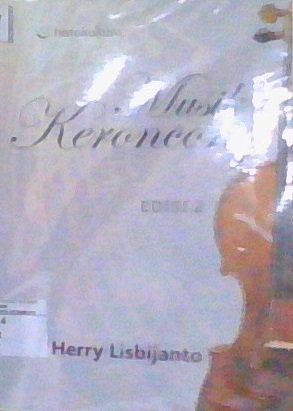 Musik
Keroncong
EDISI 2
Herry Lisbijanto